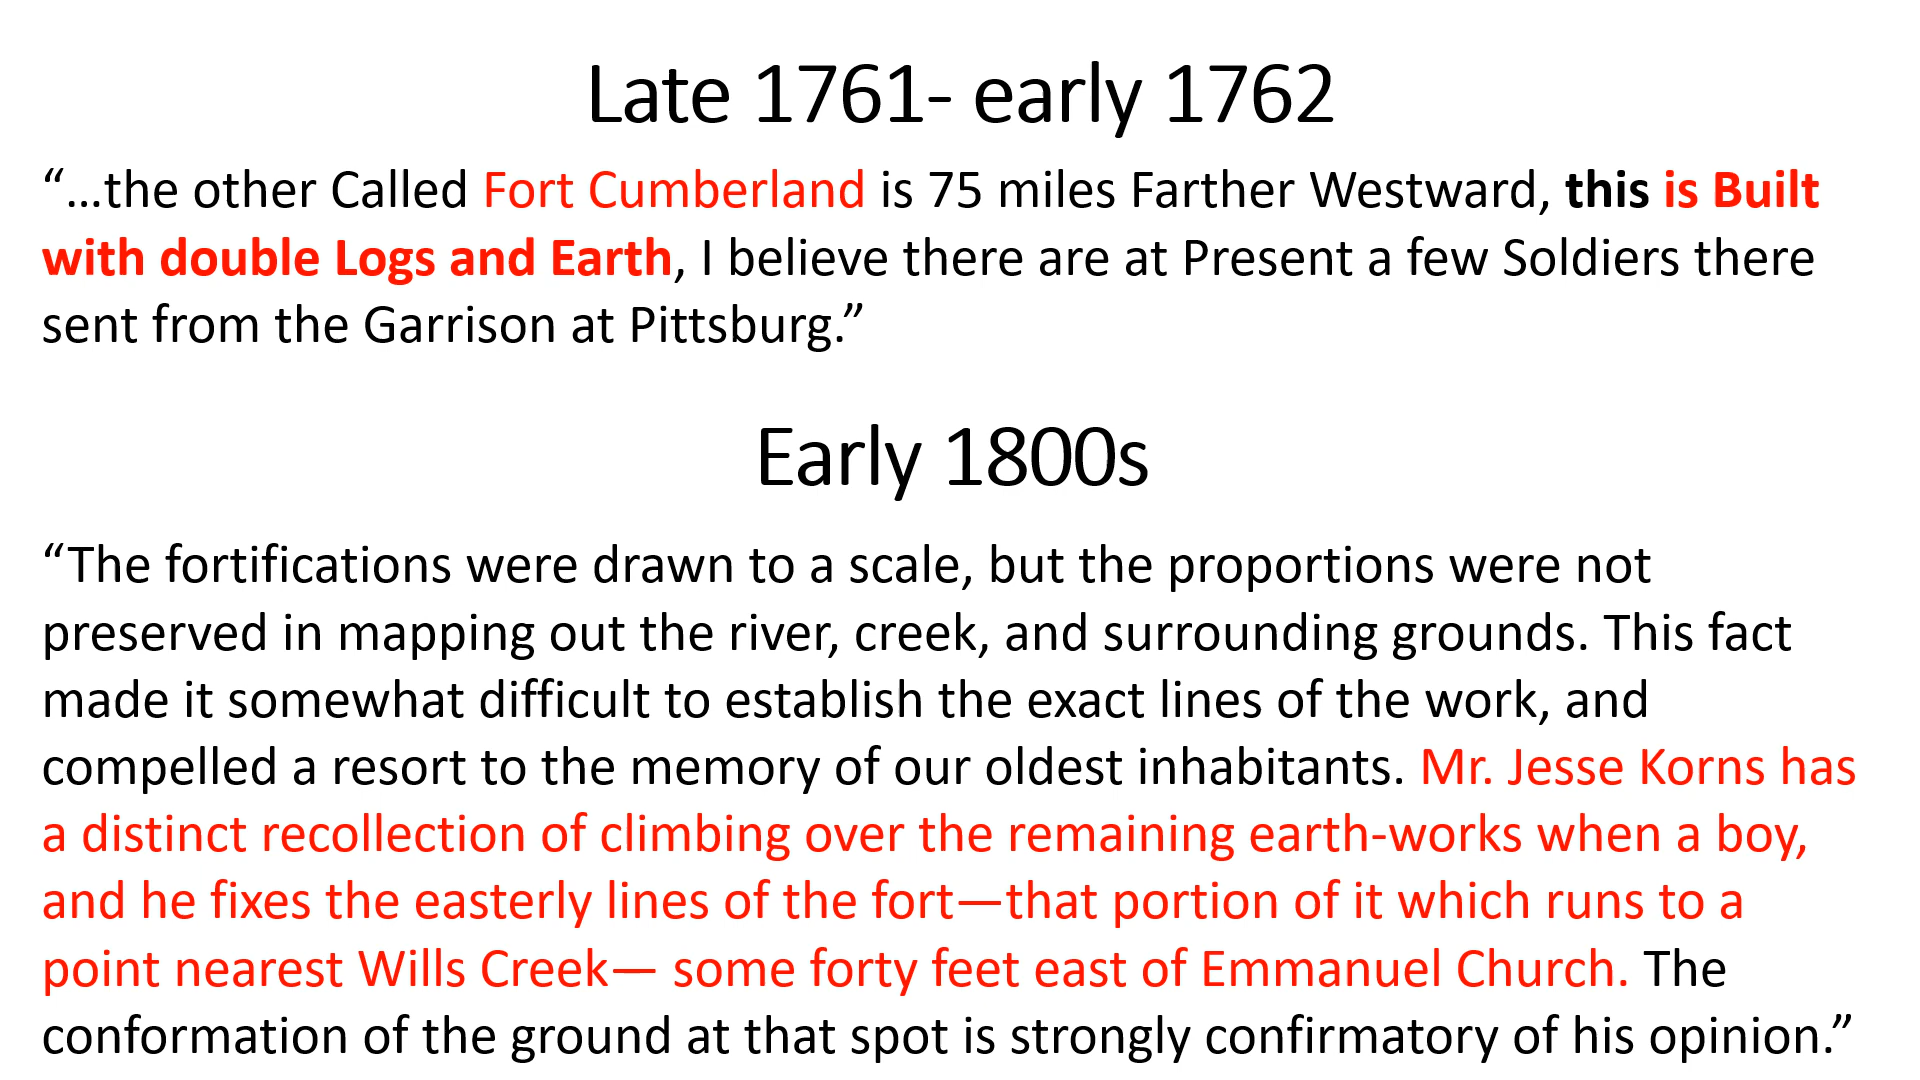 Late 1761- early 1762
“…the other Called Fort Cumberland is 75 miles Farther Westward, this is Built
with double Logs and Earth, I believe there are at Present a few Soldiers there
sent from the Garrison at Pittsburg.”
Early 1800s
“The fortifications were drawn to a scale, but the proportions were not
preserved in mapping out the river, creek, and surrounding grounds. This fact
made it somewhat difficult to establish the exact lines of the work, and
compelled a resort to the memory of our oldest inhabitants. Mr. Jesse Korns has
a distinct recollection of climbing over the remaining earth-works when a boy,
and he fixes the easterly lines of the fort—that portion of it which runs to a
point nearest Wills Creek— some forty feet east of Emmanuel Church. The
conformation of the ground at that spot is strongly confirmatory of his opinion.”